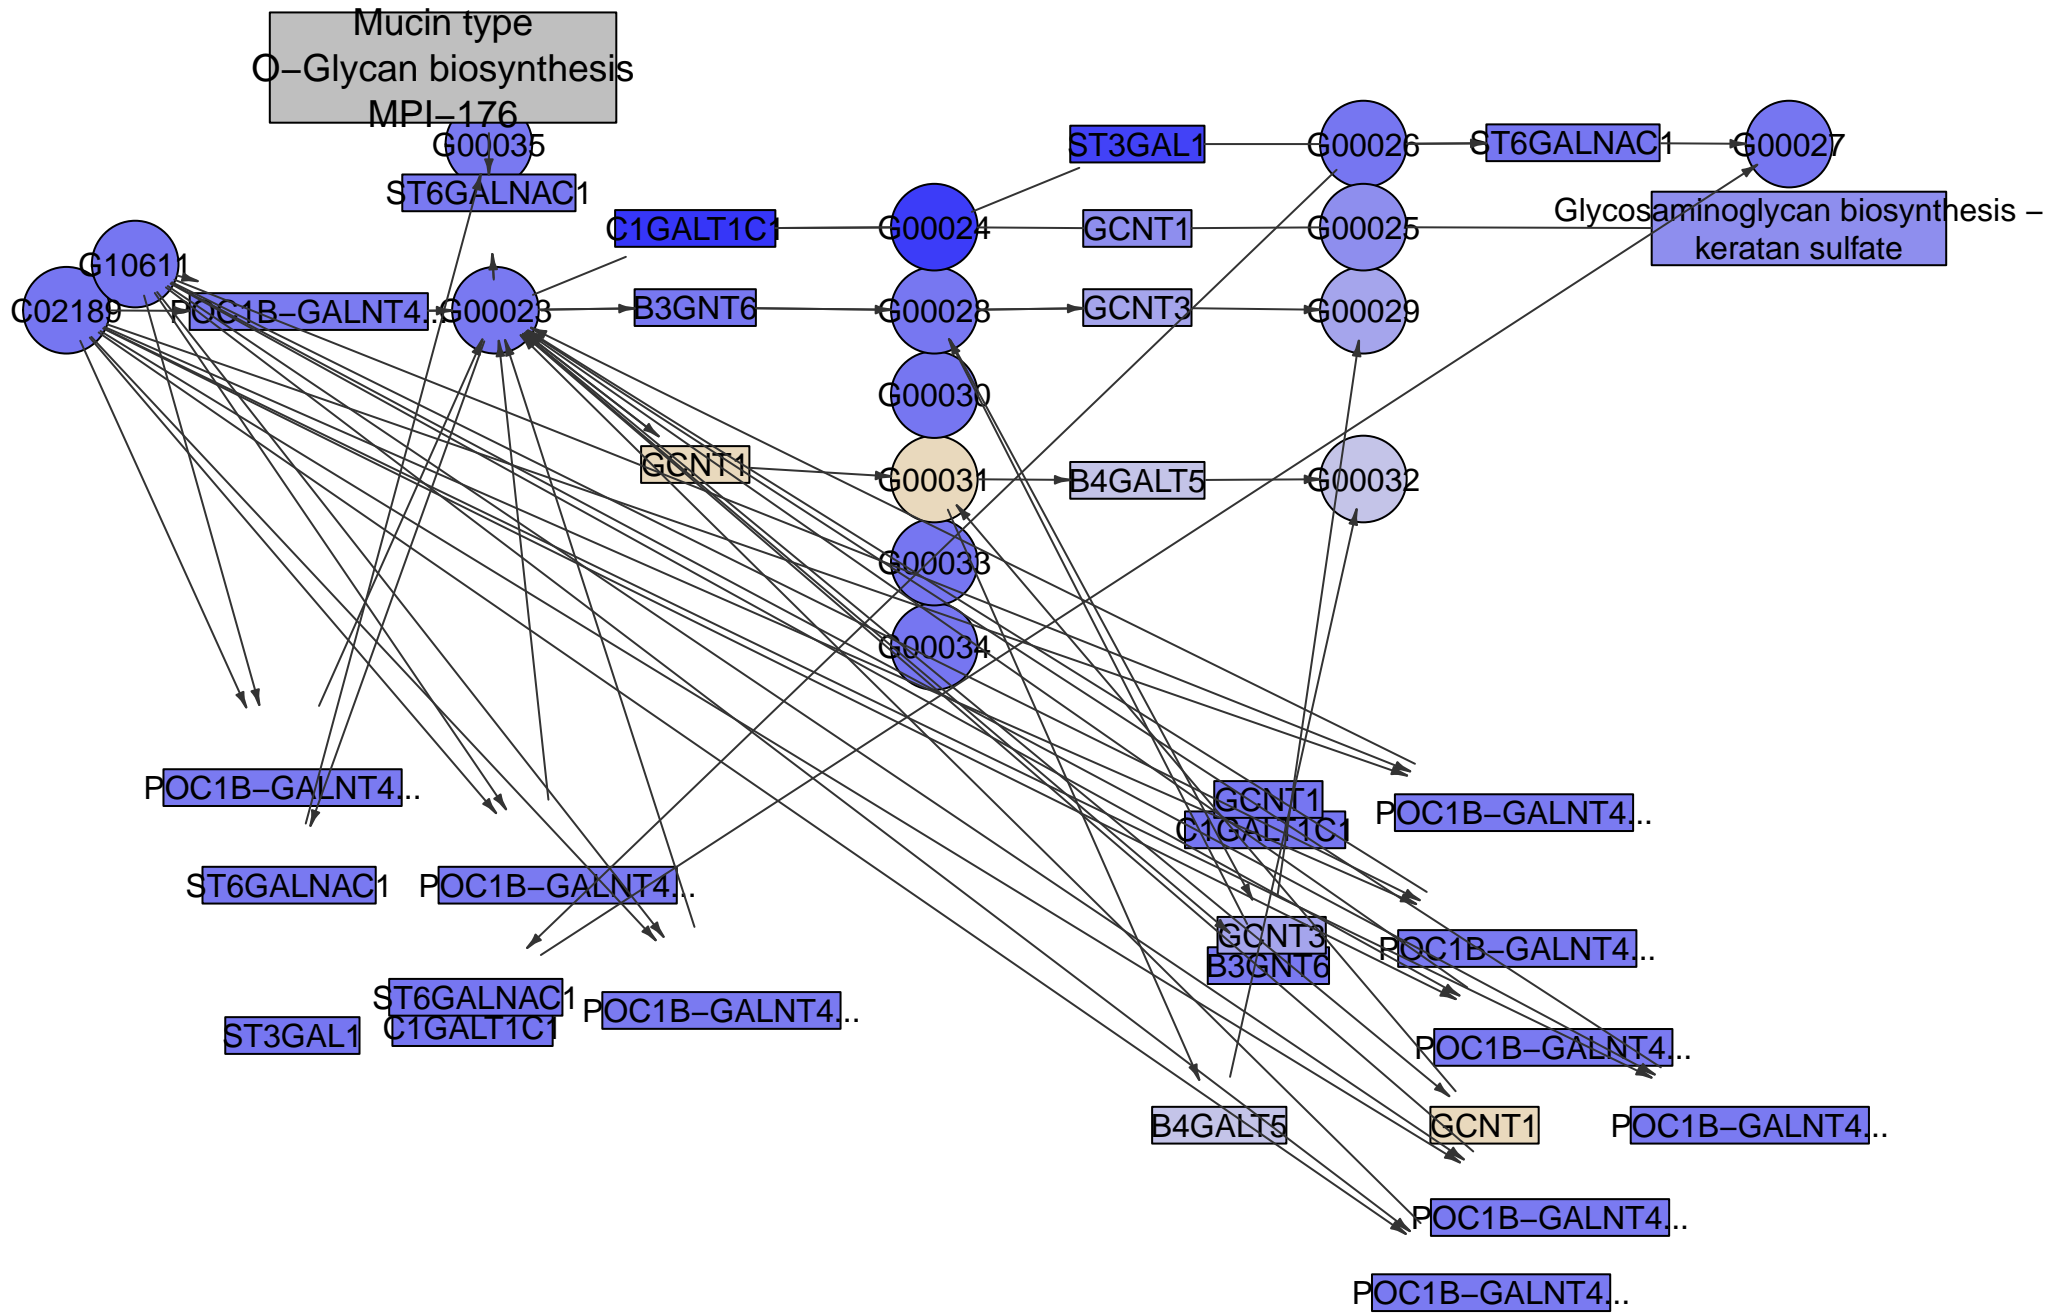 Mucin type
O−Glycan biosynthesis
MPI−176
G00035
ST3GAL1
G00026
ST6GALNAC1
G00027
ST6GALNAC1
C1GALT1C1
G00024
GCNT1
G00025
Glycosaminoglycan biosynthesis −
keratan sulfate
G10611
C02189
POC1B−GALNT4...
G00023
B3GNT6
G00028
GCNT3
G00029
G00030
GCNT1
G00031
B4GALT5
G00032
G00033
G00034
POC1B−GALNT4...
GCNT1
POC1B−GALNT4...
C1GALT1C1
ST6GALNAC1
POC1B−GALNT4...
GCNT3
POC1B−GALNT4...
B3GNT6
ST6GALNAC1
POC1B−GALNT4...
ST3GAL1
C1GALT1C1
POC1B−GALNT4...
B4GALT5
GCNT1
POC1B−GALNT4...
POC1B−GALNT4...
POC1B−GALNT4...